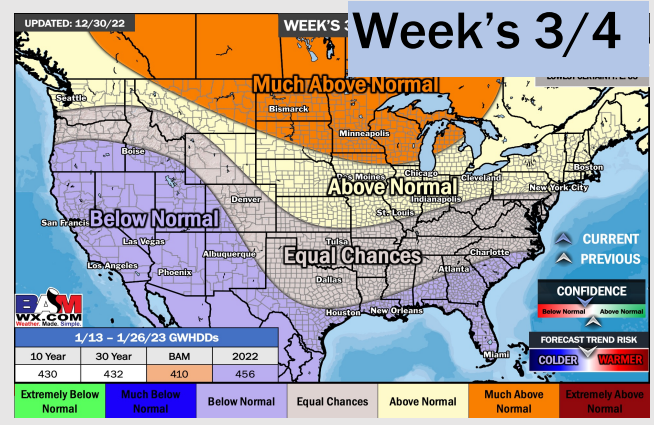 UPDATED: 12/30/22
WEEK'S 3
Week's 3/4
Much Above Normal
Seattle
Bismarck
Minneapolis
Boise
Des Moines
Chicago
Cleveland
Boston
Above Normal
New York City
Indianapolis
Denver
St. Louis
Below Normal
San Francisco
Las Vegas
Tulsa
Equal Chances
Albuquerque
Charlotte
CURRENT
PREVIOUS
Los Angeles
Phoenix
Dallas
Atlanta
Houston
New Orleans
CONFIDENCE
Below Normal
Above Normal
BAM
WX.COM
Weather. Made. Simple.
FORECAST TREND RISK
COLDER
WARMER
Miami
1/13 – 1/26/23 GWHDDs
10 Year 30 Year BAM 2022
430 432 410 456
Extremely Below Normal
Much Below Normal
Below Normal
Equal Chances
Above Normal
Much Above Normal
Extremely Above Normal